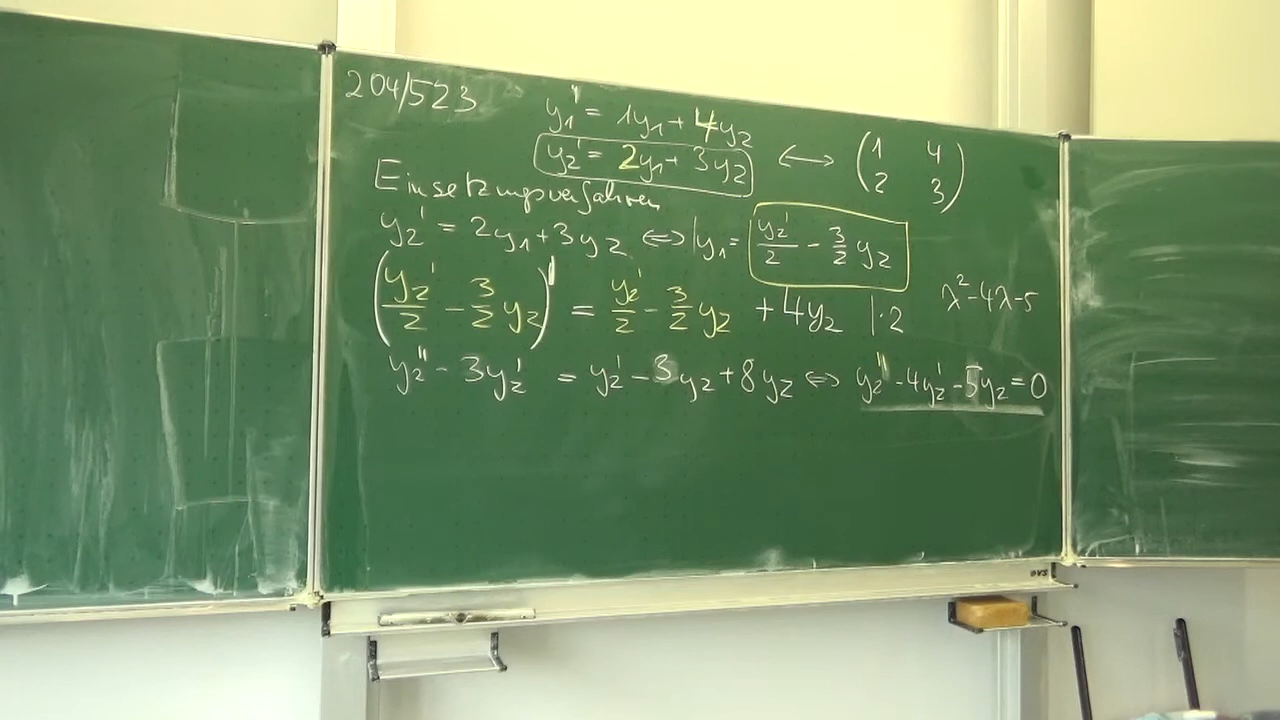 204/523
y₁' = 1y₁ + 4y₂
y₂' = 2y₁ + 3y₂ ⟷ (1 4 2 3)
Einsetzungsverfahren
y₂' = 2y₁ + 3y₂ ⇔ |y₁ = y₂'/2 - 3/2 y₂
(y₂'/2 - 3/2 y₂)' = y₂'/2 - 3/2 y₂ + 4y₂ |·2 λ² - 4λ - 5
y₂'' - 3y₂' = y₂' - 3y₂ + 8y₂ ⇔ y₂'' - 4y₂' - 5y₂ = 0